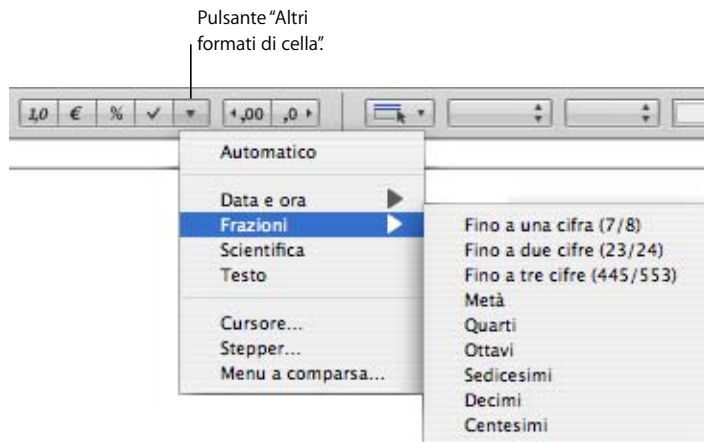 Pulsante “Altri
formati di cella”.
1,0 € % ,00 ,0
Automatico
Data e ora
Frazioni
Scientifica
Testo
Cursore...
Stepper...
Menu a comparsa...
Fino a una cifra (7/8)
Fino a due cifre (23/24)
Fino a tre cifre (445/553)
Metà
Quarti
Ottavi
Sedicesimi
Decimi
Centesimi